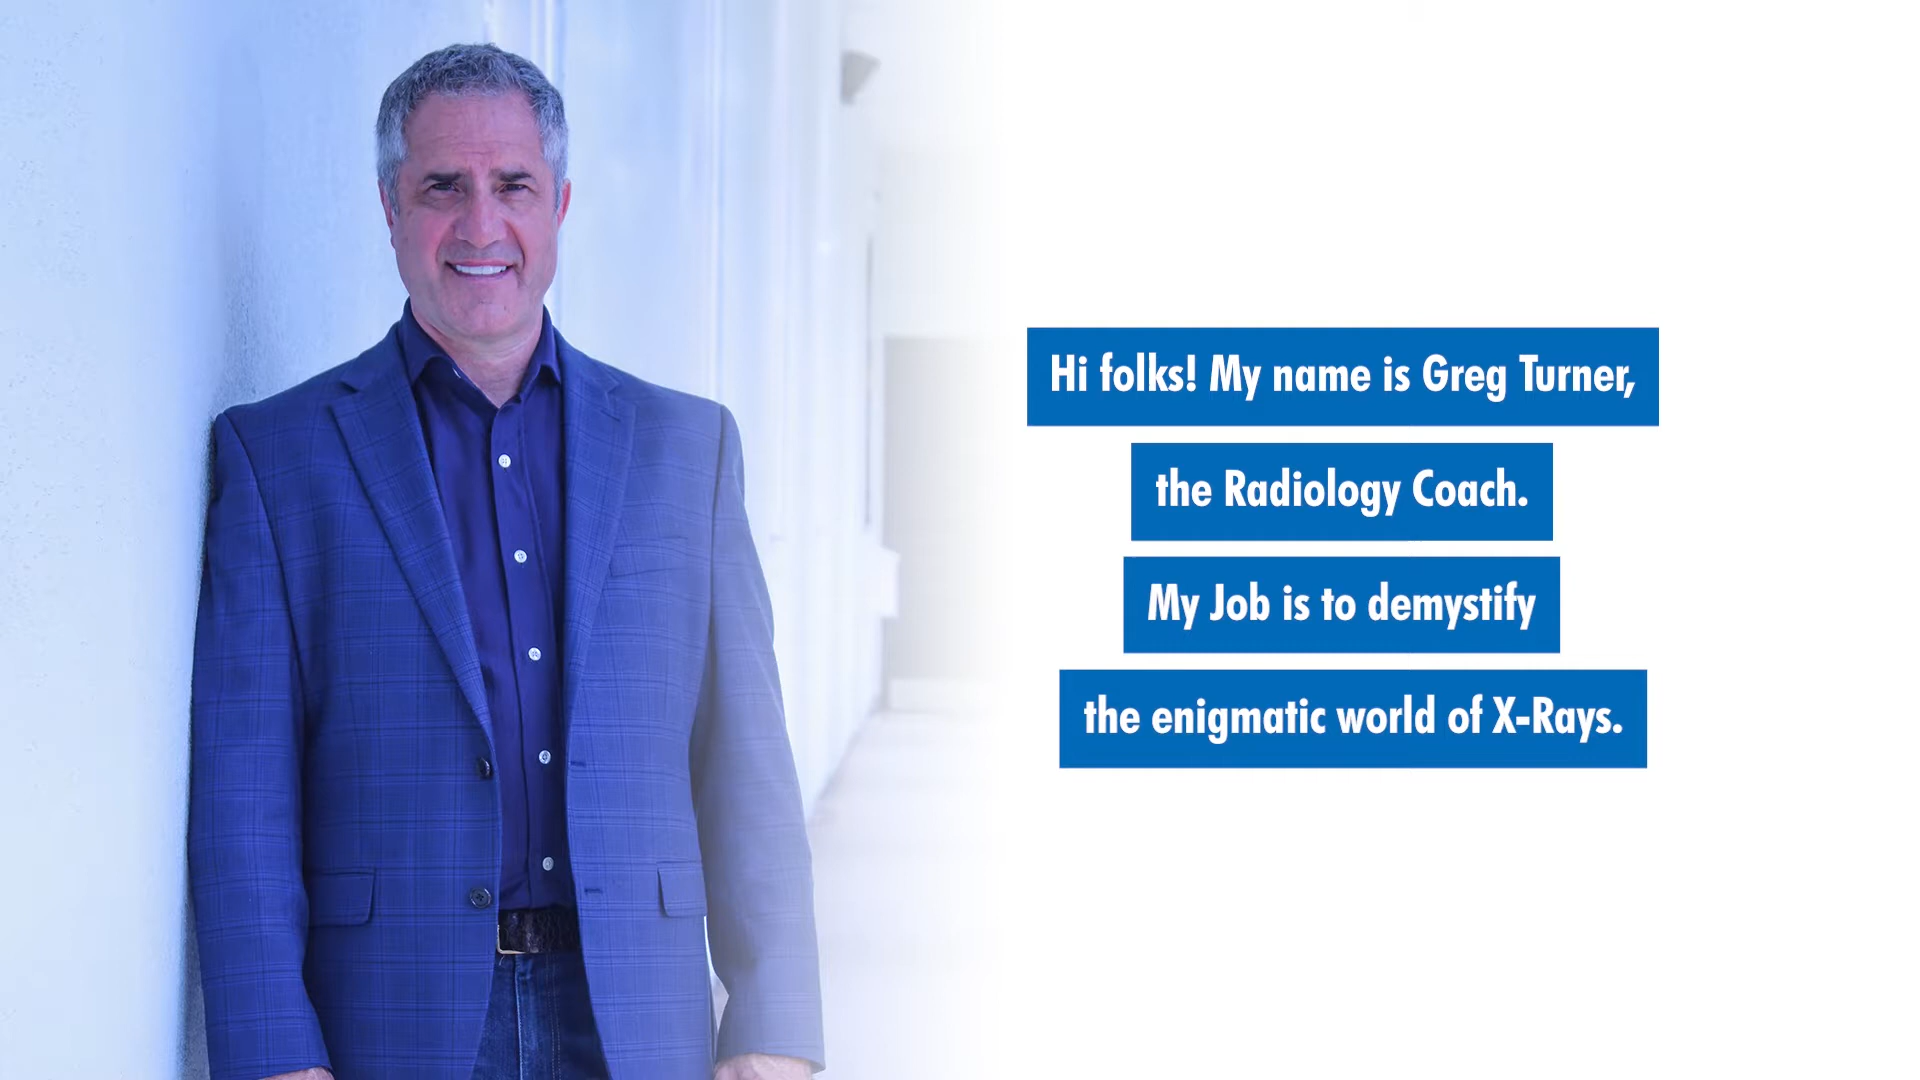 Hi folks! My name is Greg Turner,
the Radiology Coach.
My Job is to demystify
the enigmatic world of X-Rays.